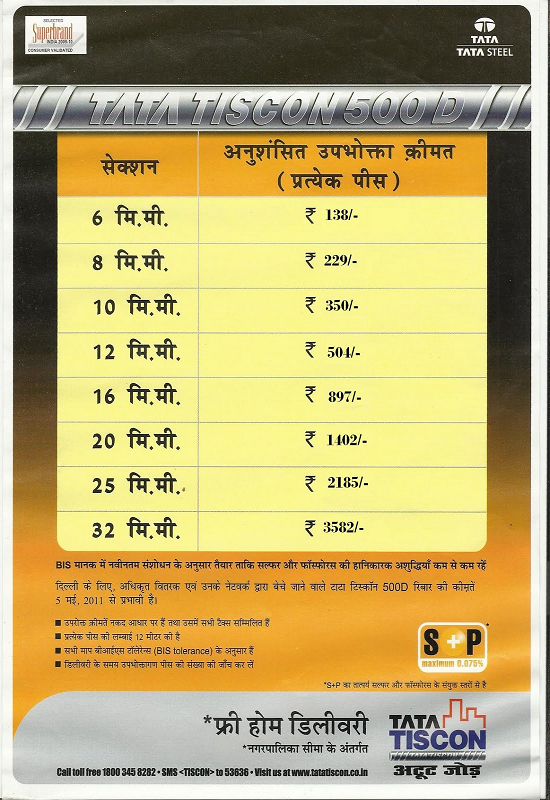 SELECTED
Superbrand
INDIA 2009-10
CONSUMER VALIDATED
TATA
TATA STEEL
TATA TISCON 500 D
सेक्शन
अनुशंसित उपभोक्ता क़ीमत
( प्रत्येक पीस )
6 मि.मी. ₹ 138/-
8 मि.मी. ₹ 229/-
10 मि.मी. ₹ 350/-
12 मि.मी. ₹ 504/-
16 मि.मी. ₹ 897/-
20 मि.मी. ₹ 1402/-
25 मि.मी. ₹ 2185/-
32 मि.मी. ₹ 3582/-
BIS मानक में नवीनतम संशोधन के अनुसार तैयार ताकि सल्फर और फॉस्फोरस की हानिकारक अशुद्धियाँ कम से कम रहें
दिल्ली के लिए, अधिकृत वितरक एवं उनके नेटवर्क द्वारा बेचे जाने वाले टाटा टिस्कॉन 500D रिबार की कीमतें
5 मई, 2011 से प्रभावी है।
■ उपरोक्त क़ीमतें नकद आधार पर हैं तथा उसमें सभी टैक्स सम्मिलित हैं
■ प्रत्येक पीस की लम्बाई 12 मीटर की है
■ सभी माप बीआईएस टॉलेरेंस (BIS tolerance) के अनुसार हैं
■ डिलीवरी के समय उपभोक्तागण पीस की संख्या की जाँच कर लें
S+P*
maximum 0.075%
*S+P का तात्पर्य सल्फर और फॉस्फोरस के संयुक्त स्तरों से है
*फ्री होम डिलीवरी
*नगरपालिका सीमा के अंतर्गत
TATA
TISCON
अटूट जोड़
Call toll free 1800 345 8282 • SMS <TISCON> to 53636 • Visit us at www.tatatiscon.co.in